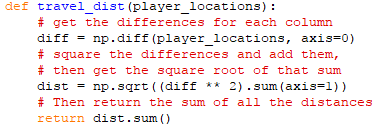 def travel_dist(player_locations):
    # get the differences for each column
    diff = np.diff(player_locations, axis=0)
    # square the differences and add them,
    # then get the square root of that sum
    dist = np.sqrt((diff ** 2).sum(axis=1))
    # Then return the sum of all the distances
    return dist.sum()